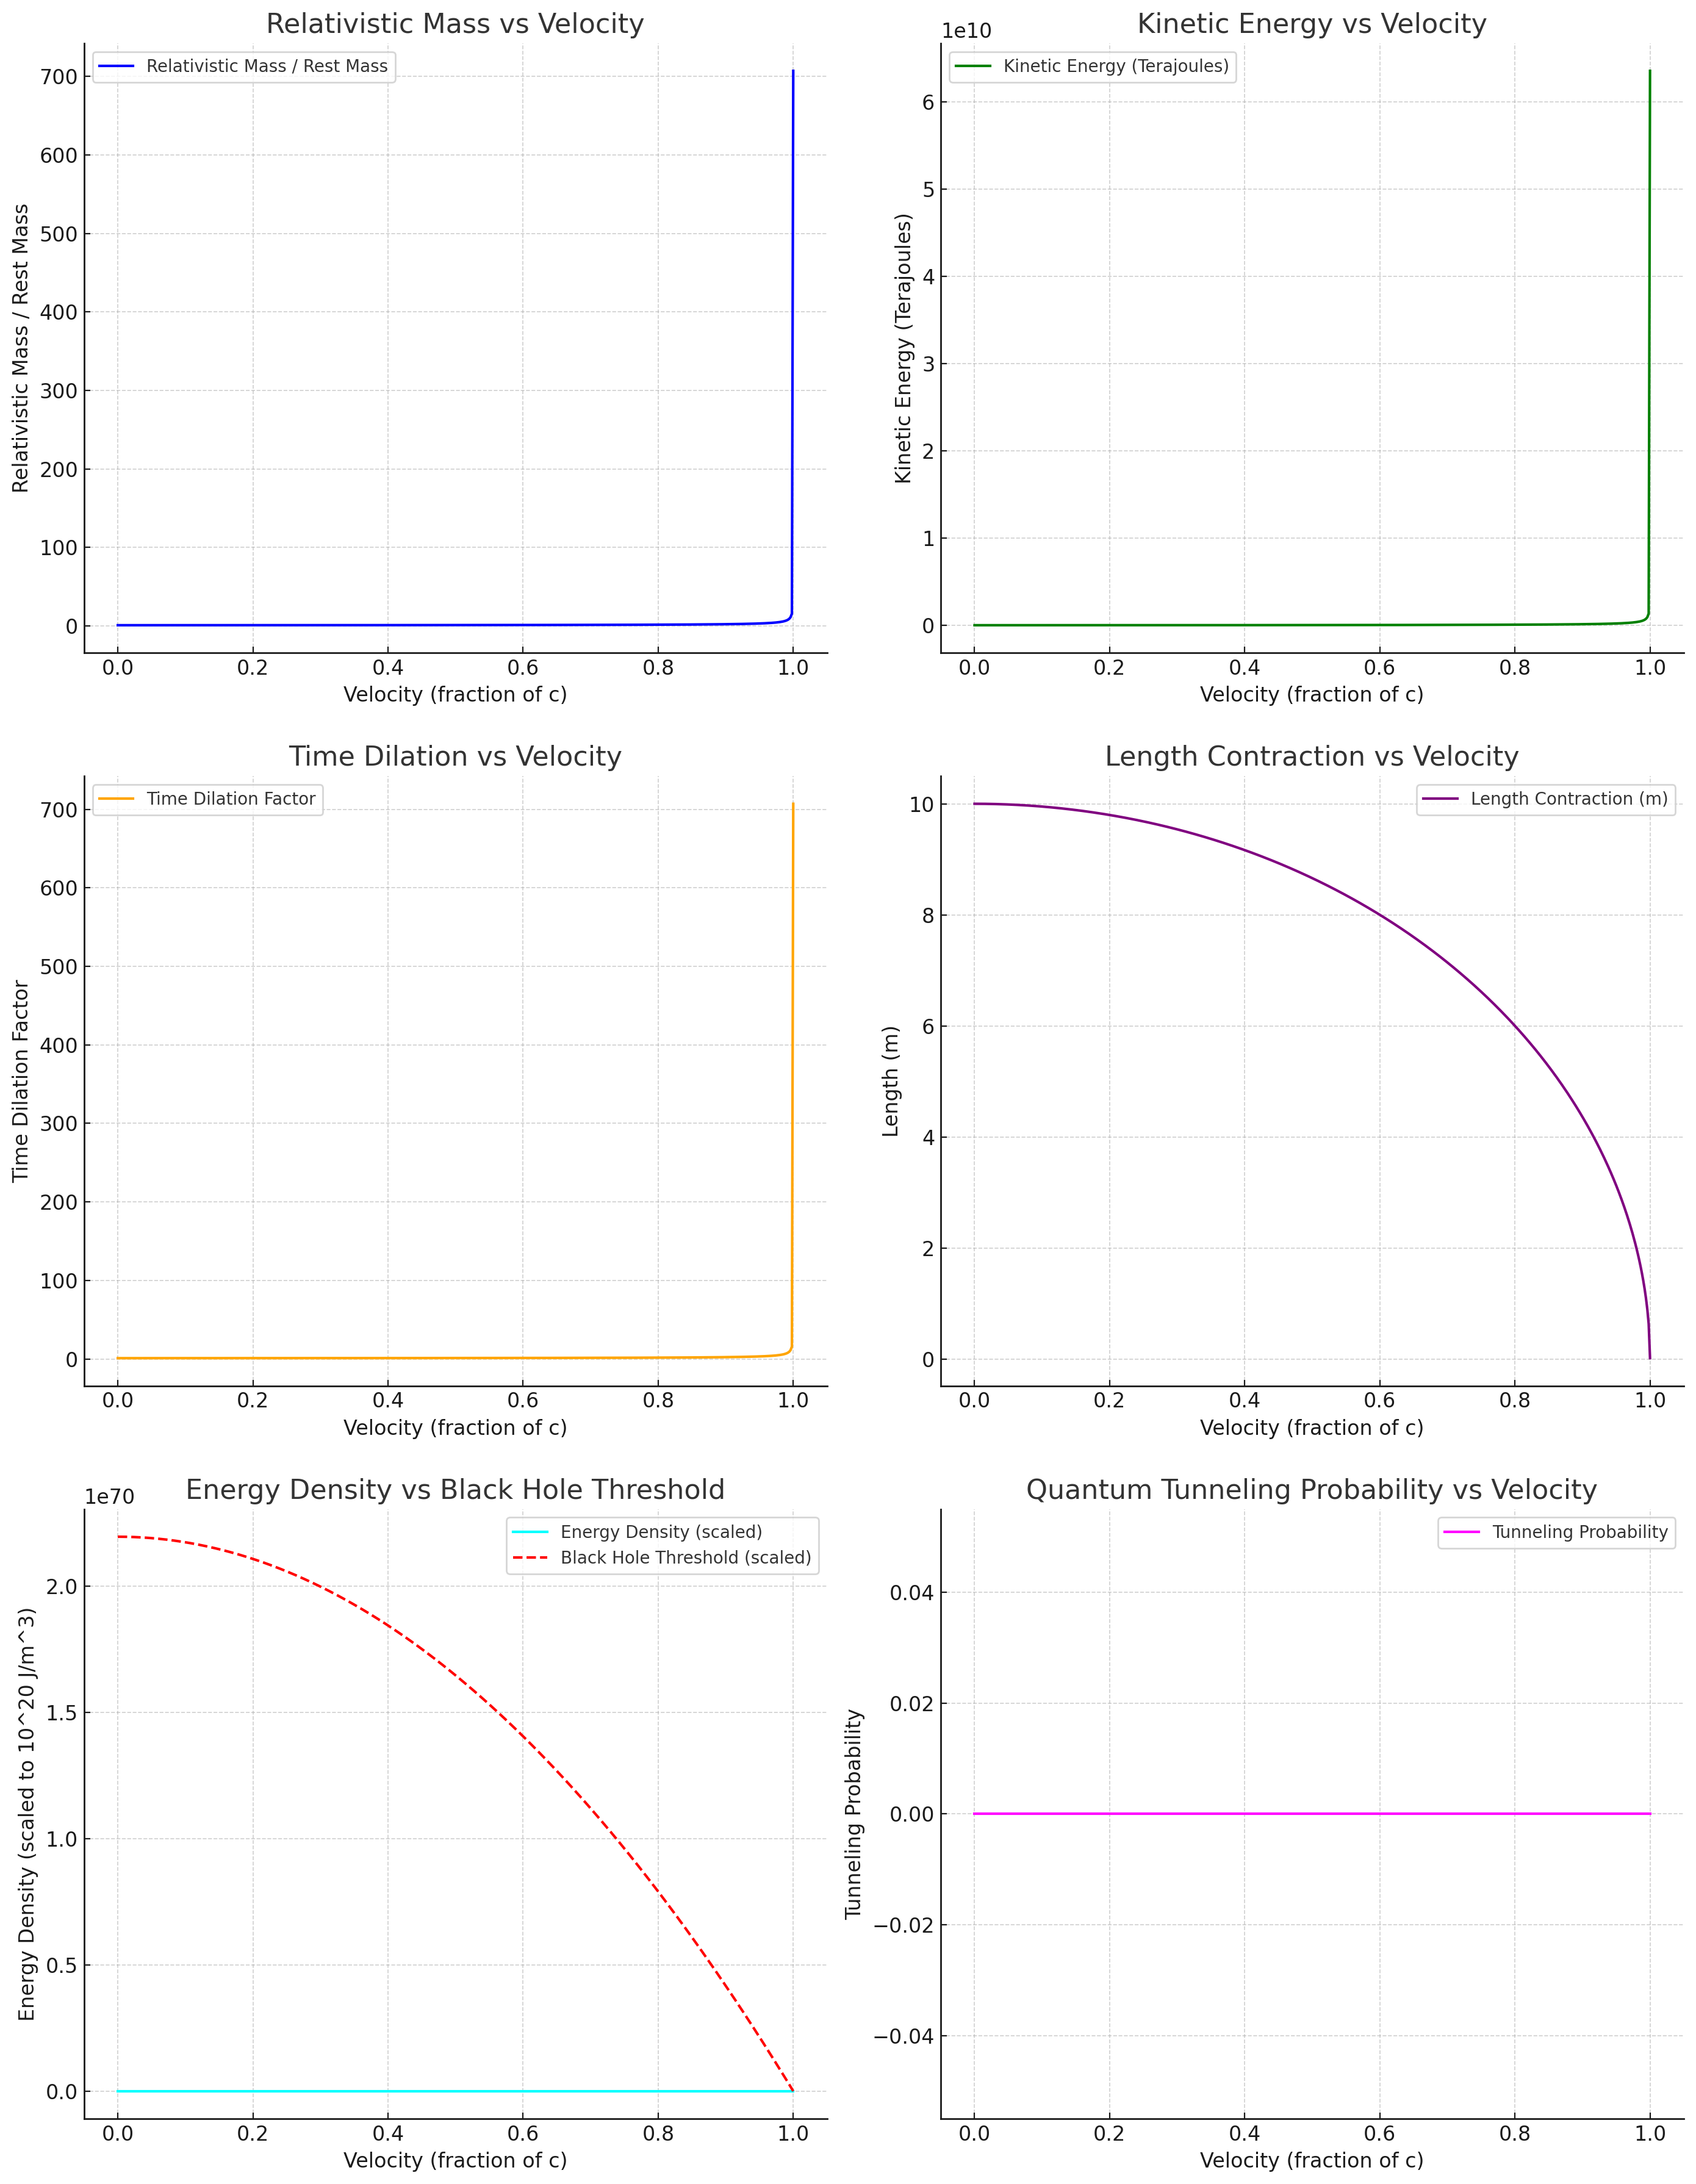 Relativistic Mass vs Velocity
Relativistic Mass / Rest Mass
Relativistic Mass / Rest Mass
700
600
500
400
300
200
100
0
0.0 0.2 0.4 0.6 0.8 1.0
Velocity (fraction of c)
Kinetic Energy vs Velocity
1e10
Kinetic Energy (Terajoules)
Kinetic Energy (Terajoules)
6
5
4
3
2
1
0
0.0 0.2 0.4 0.6 0.8 1.0
Velocity (fraction of c)
Time Dilation vs Velocity
Time Dilation Factor
Time Dilation Factor
700
600
500
400
300
200
100
0
0.0 0.2 0.4 0.6 0.8 1.0
Velocity (fraction of c)
Length Contraction vs Velocity
Length Contraction (m)
Length (m)
10
8
6
4
2
0
0.0 0.2 0.4 0.6 0.8 1.0
Velocity (fraction of c)
Energy Density vs Black Hole Threshold
1e70
Energy Density (scaled)
Black Hole Threshold (scaled)
Energy Density (scaled to 10^20 J/m^3)
2.0
1.5
1.0
0.5
0.0
0.0 0.2 0.4 0.6 0.8 1.0
Velocity (fraction of c)
Quantum Tunneling Probability vs Velocity
Tunneling Probability
Tunneling Probability
0.04
0.02
0.00
−0.02
−0.04
0.0 0.2 0.4 0.6 0.8 1.0
Velocity (fraction of c)